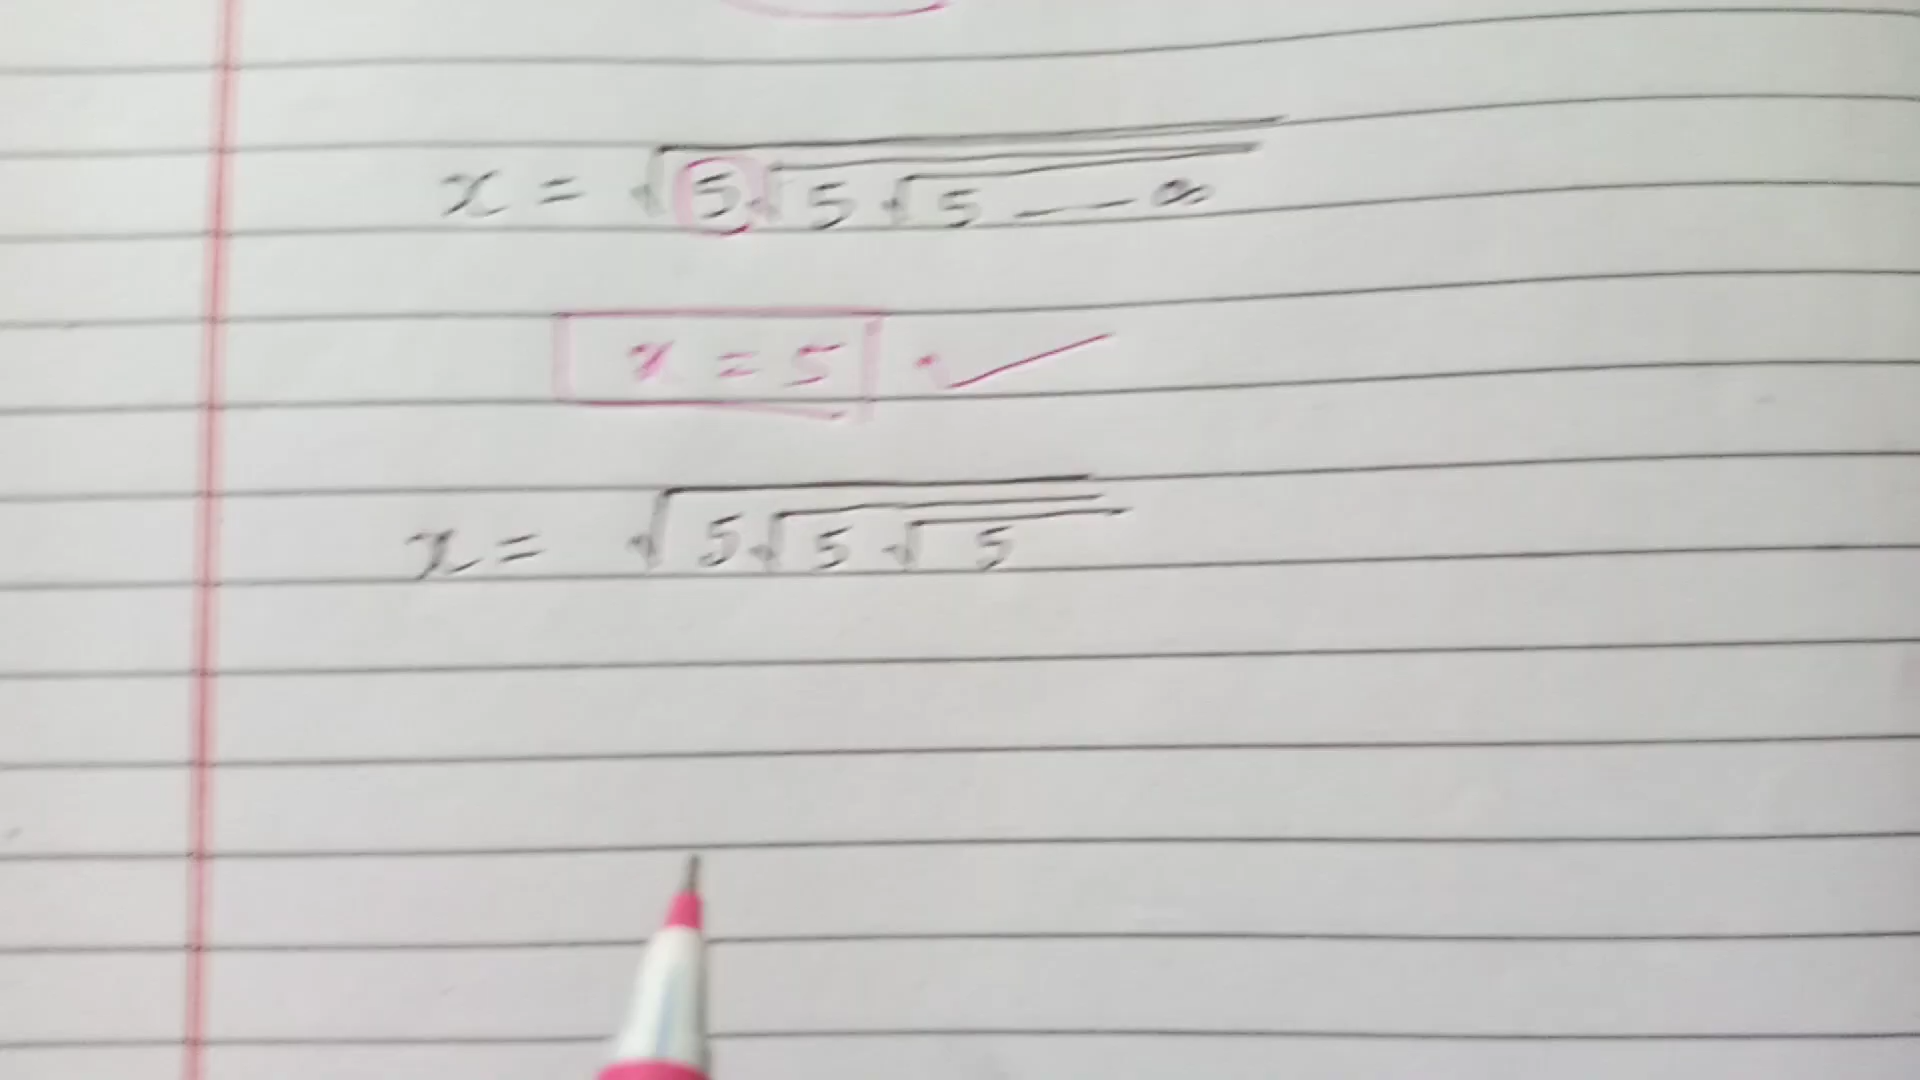 x = √5√5√5 - - ∞
x = 5 ✓
x = √5√5√5